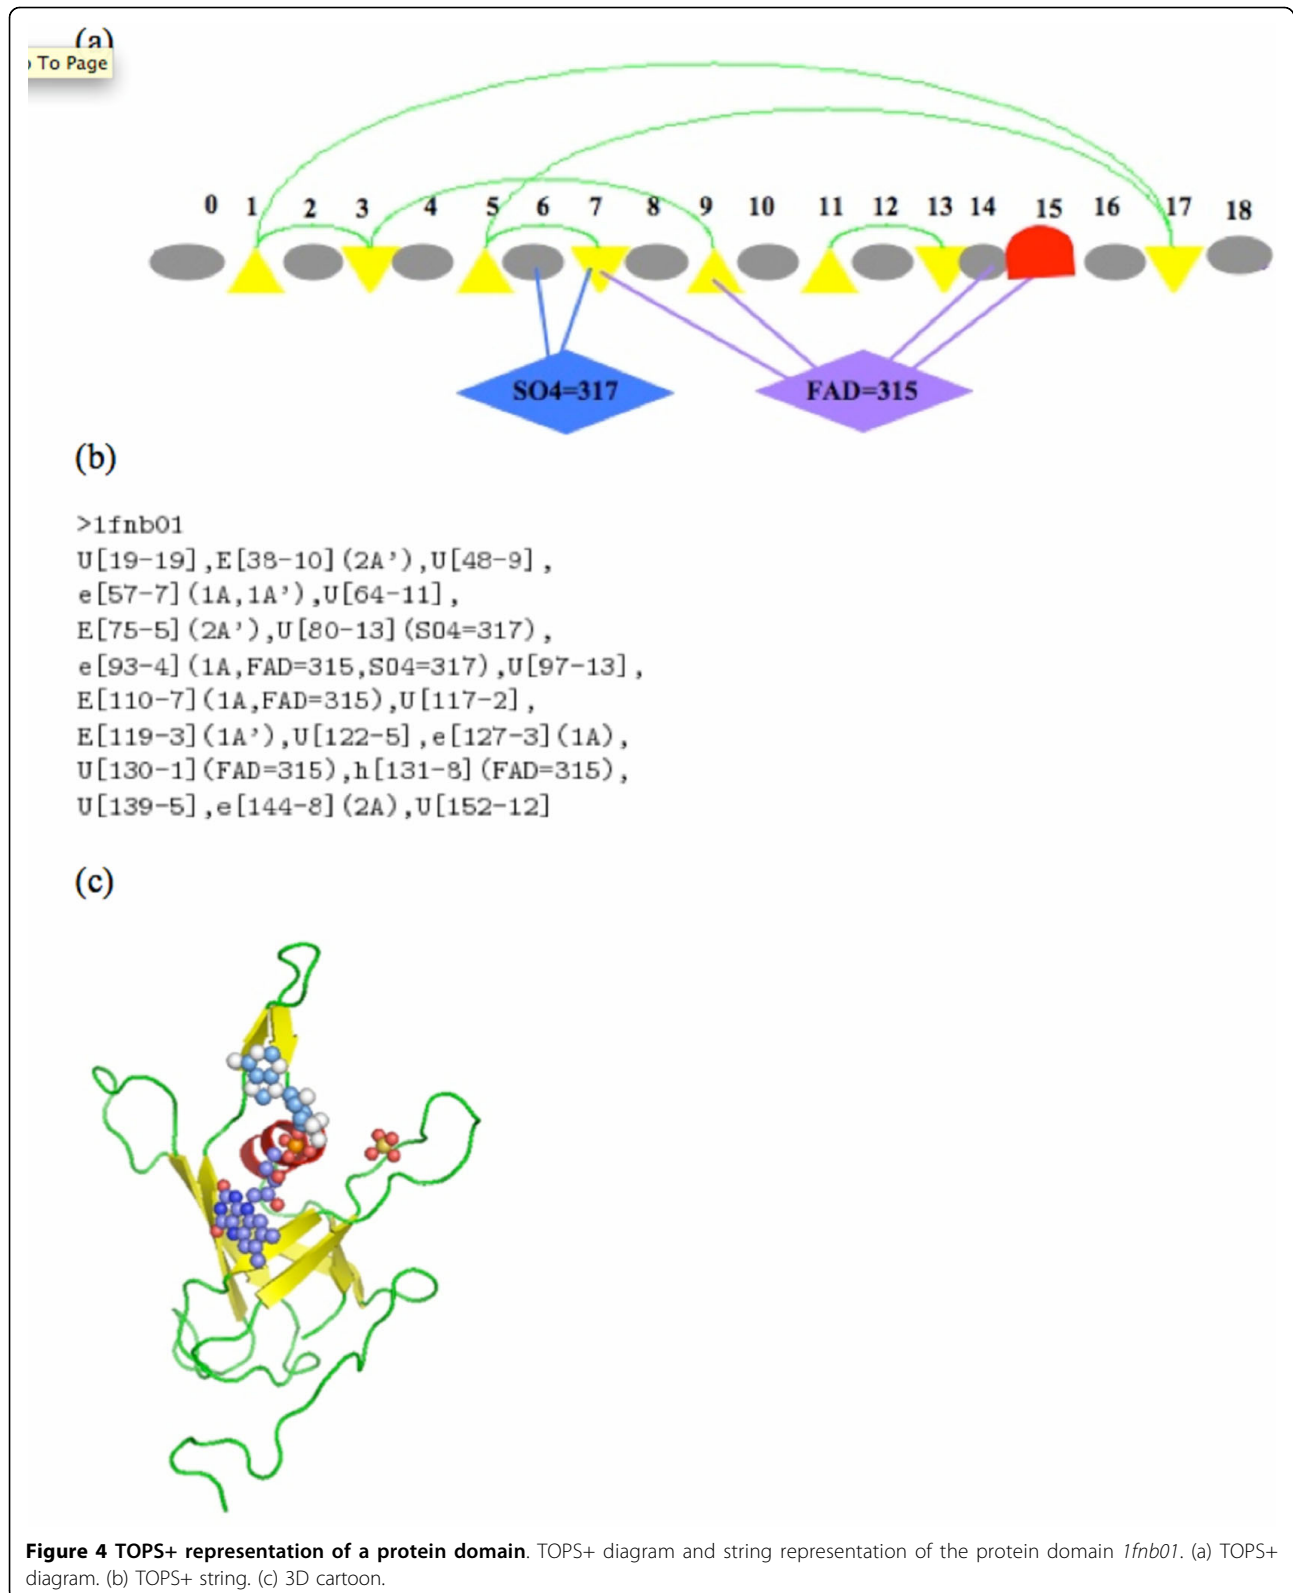 (a)
To Page
0 1 2 3 4 5 6 7 8 9 10 11 12 13 14 15 16 17 18
SO4=317 FAD=315
(b)
>1fnb01
U[19-19],E[38-10](2A’),U[48-9],
e[57-7](1A,1A’),U[64-11],
E[75-5](2A’),U[80-13](SO4=317),
e[93-4](1A,FAD=315,SO4=317),U[97-13],
E[110-7](1A,FAD=315),U[117-2],
E[119-3](1A’),U[122-5],e[127-3](1A),
U[130-1](FAD=315),h[131-8](FAD=315),
U[139-5],e[144-8](2A),U[152-12]
(c)
Figure 4 TOPS+ representation of a protein domain. TOPS+ diagram and string representation of the protein domain 1fnb01. (a) TOPS+
diagram. (b) TOPS+ string. (c) 3D cartoon.